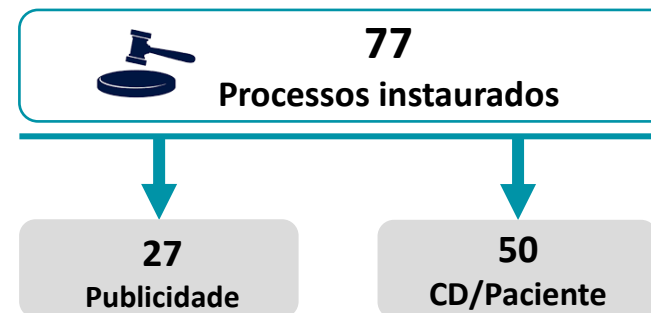 77
Processos instaurados
27
Publicidade
50
CD/Paciente